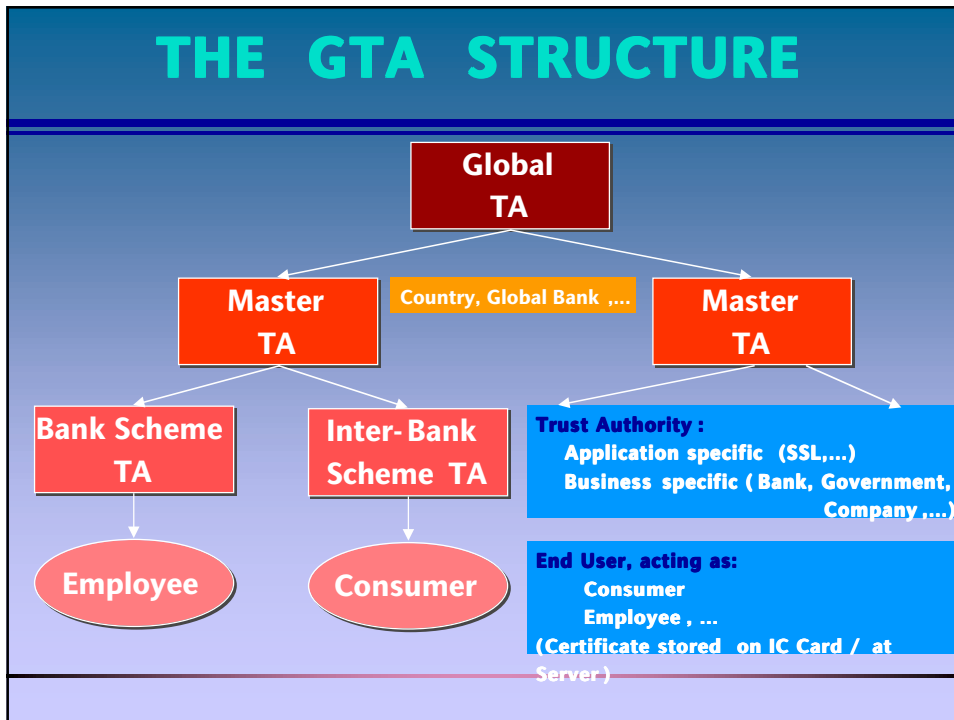 THE GTA STRUCTURE
Global
TA
Master
TA
Country, Global Bank ,...
Master
TA
Bank Scheme
TA
Inter-Bank
Scheme TA
Trust Authority :
Application specific (SSL,...)
Business specific ( Bank, Government,
Company ,...)
Employee
Consumer
End User, acting as:
Consumer
Employee , ...
(Certificate stored on IC Card / at
Server )